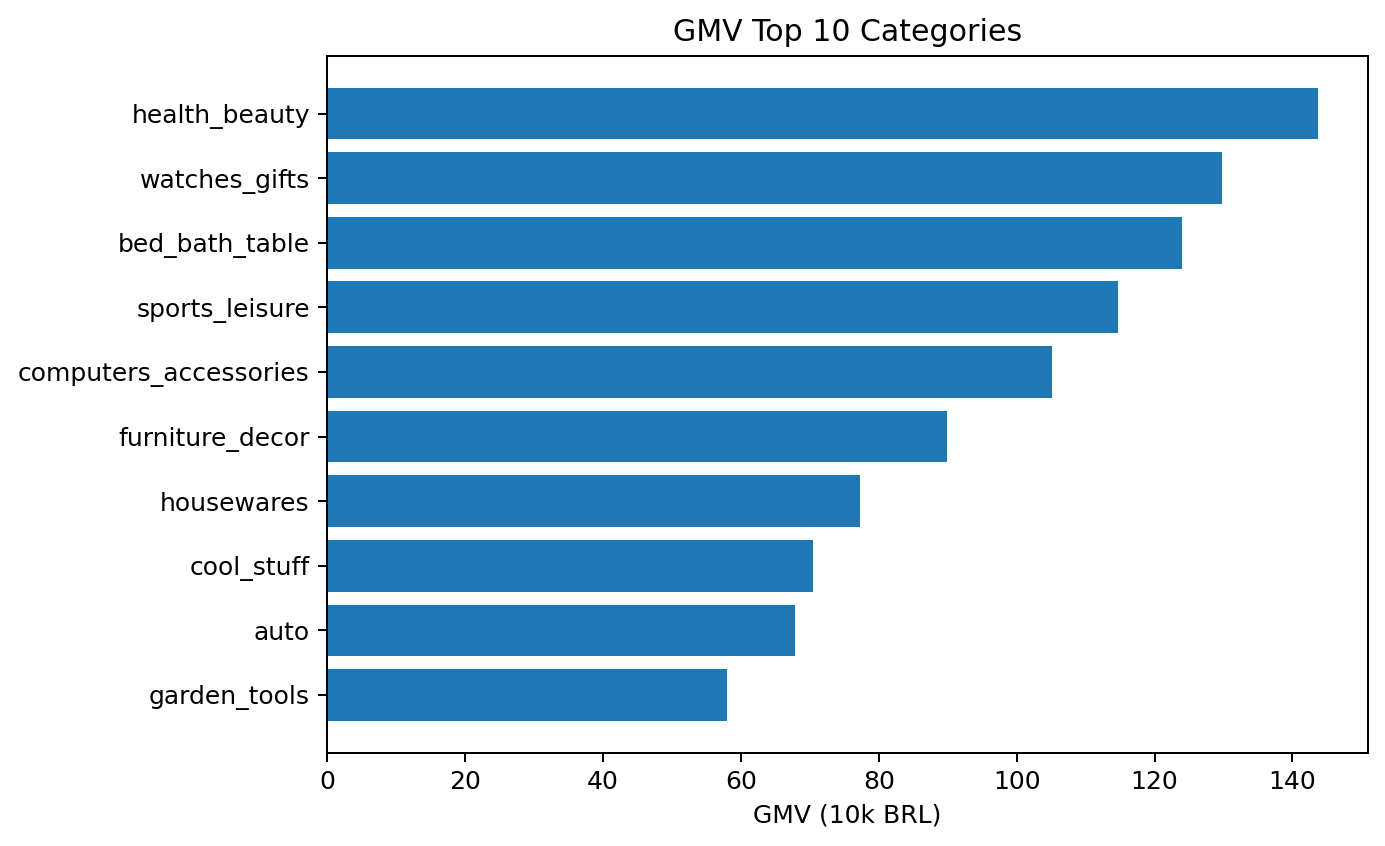 GMV Top 10 Categories
health_beauty
watches_gifts
bed_bath_table
sports_leisure
computers_accessories
furniture_decor
housewares
cool_stuff
auto
garden_tools
0 20 40 60 80 100 120 140
GMV (10k BRL)